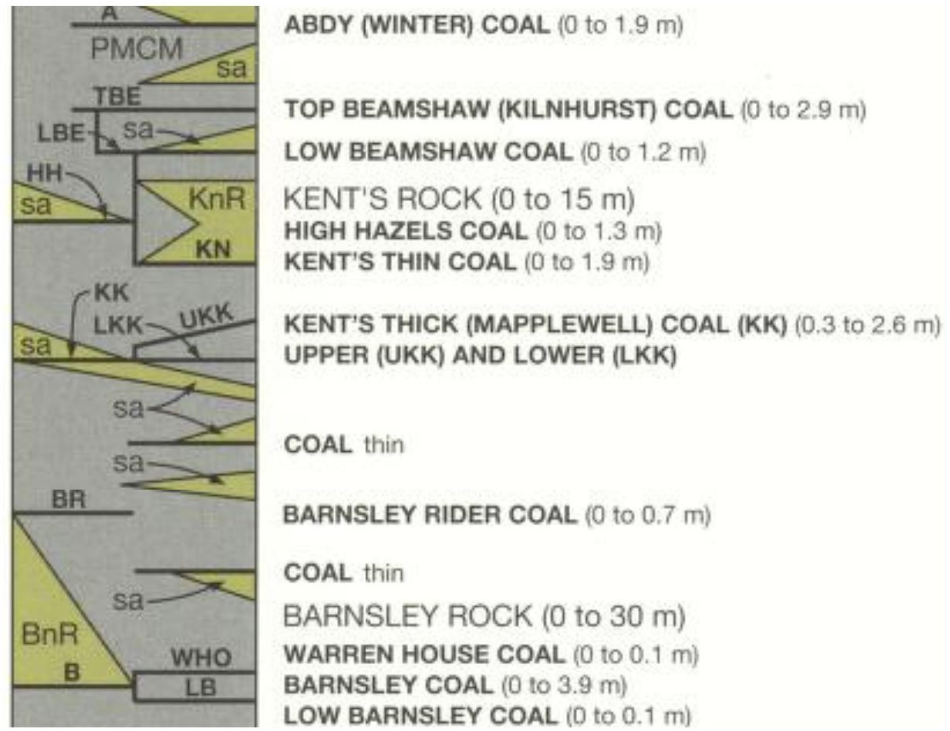 A
ABDY (WINTER) COAL (0 to 1.9 m)
PMCM
sa
TBE
TOP BEAMSHAW (KILNHURST) COAL (0 to 2.9 m)
LBE
sa
LOW BEAMSHAW COAL (0 to 1.2 m)
HH
sa
KnR
KENT'S ROCK (0 to 15 m)
HIGH HAZELS COAL (0 to 1.3 m)
KN
KENT'S THIN COAL (0 to 1.9 m)
KK
LKK
UKK
KENT'S THICK (MAPPLEWELL) COAL (KK) (0.3 to 2.6 m)
sa
UPPER (UKK) AND LOWER (LKK)
sa
COAL thin
sa
BR
BARNSLEY RIDER COAL (0 to 0.7 m)
COAL thin
sa
BARNSLEY ROCK (0 to 30 m)
BnR
WHO
WARREN HOUSE COAL (0 to 0.1 m)
B
LB
BARNSLEY COAL (0 to 3.9 m)
LOW BARNSLEY COAL (0 to 0.1 m)